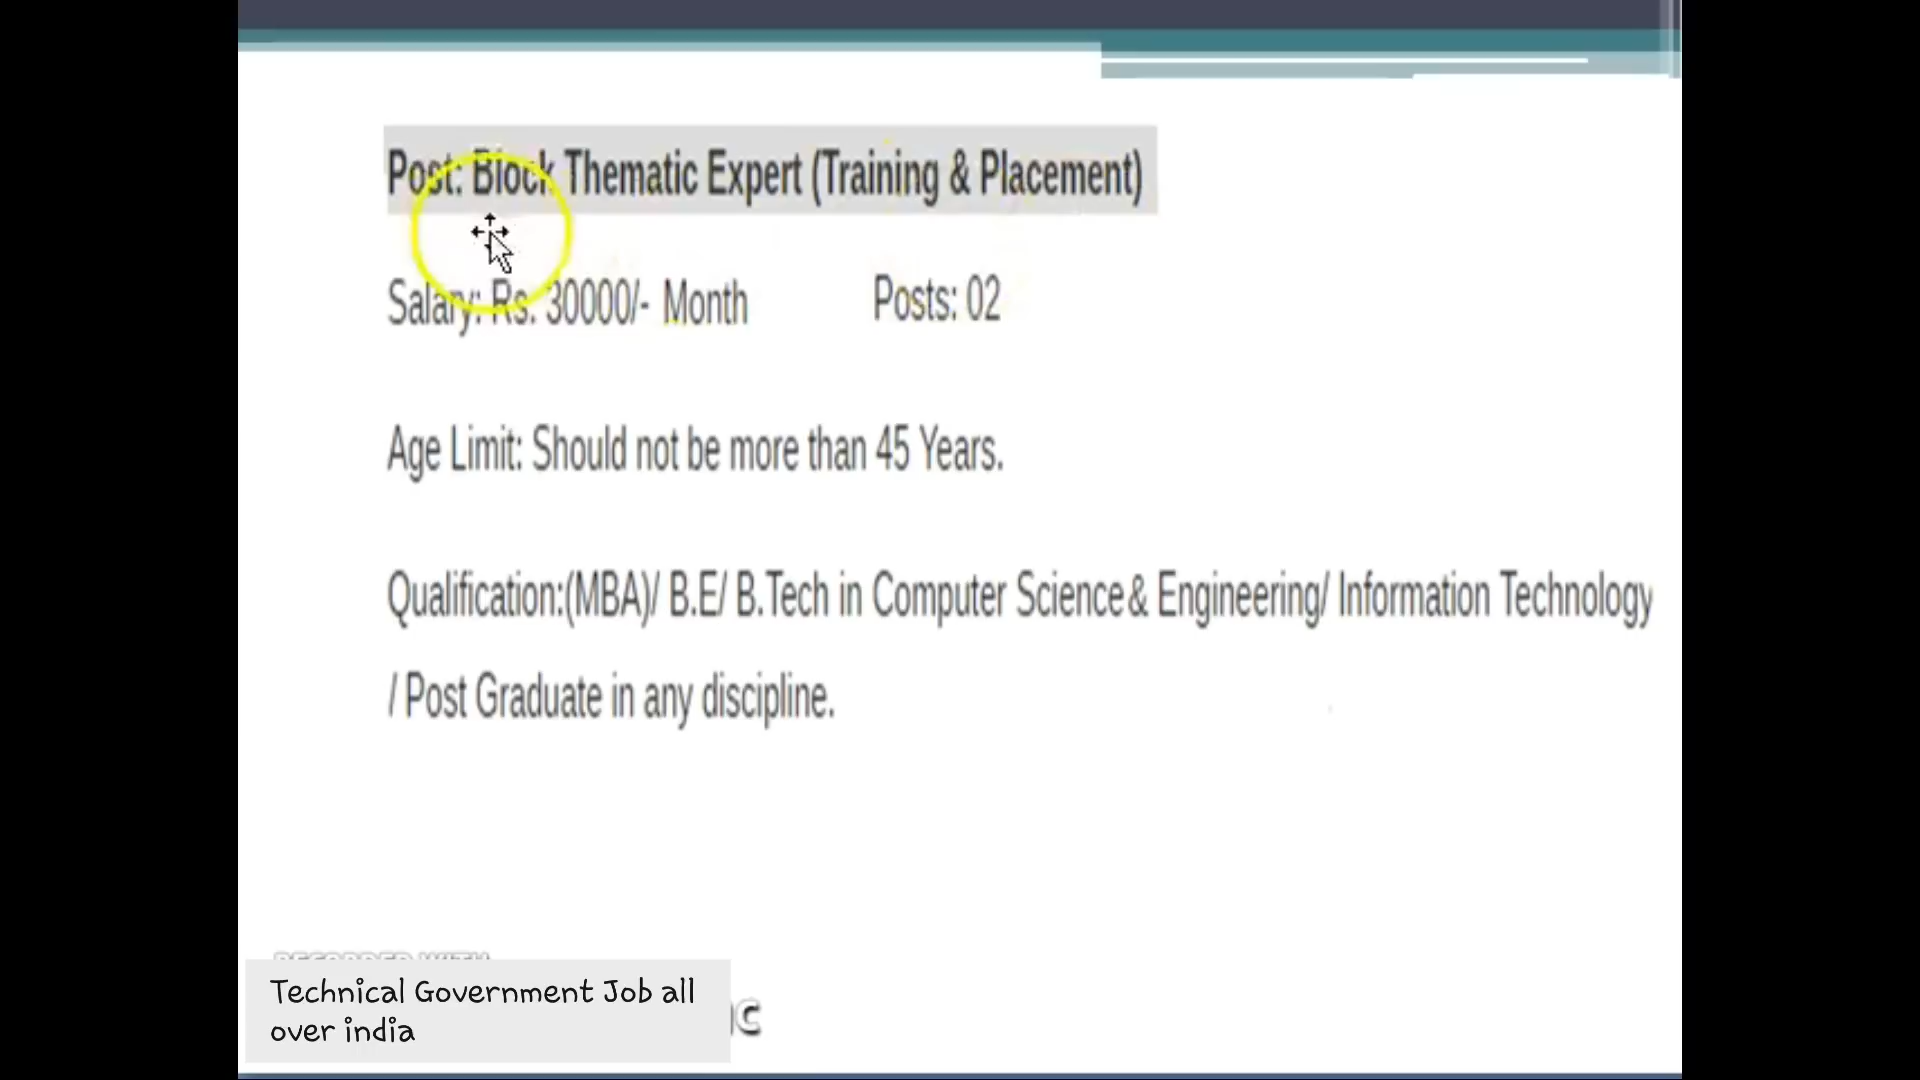 Post: Block Thematic Expert (Training & Placement)
Salary: Rs. 30000/- Month Posts: 02
Age Limit: Should not be more than 45 Years.
Qualification:(MBA)/ B.E/ B.Tech in Computer Science & Engineering/ Information Technology
/ Post Graduate in any discipline.
RECORDED WITH
Technical Government Job all
over india